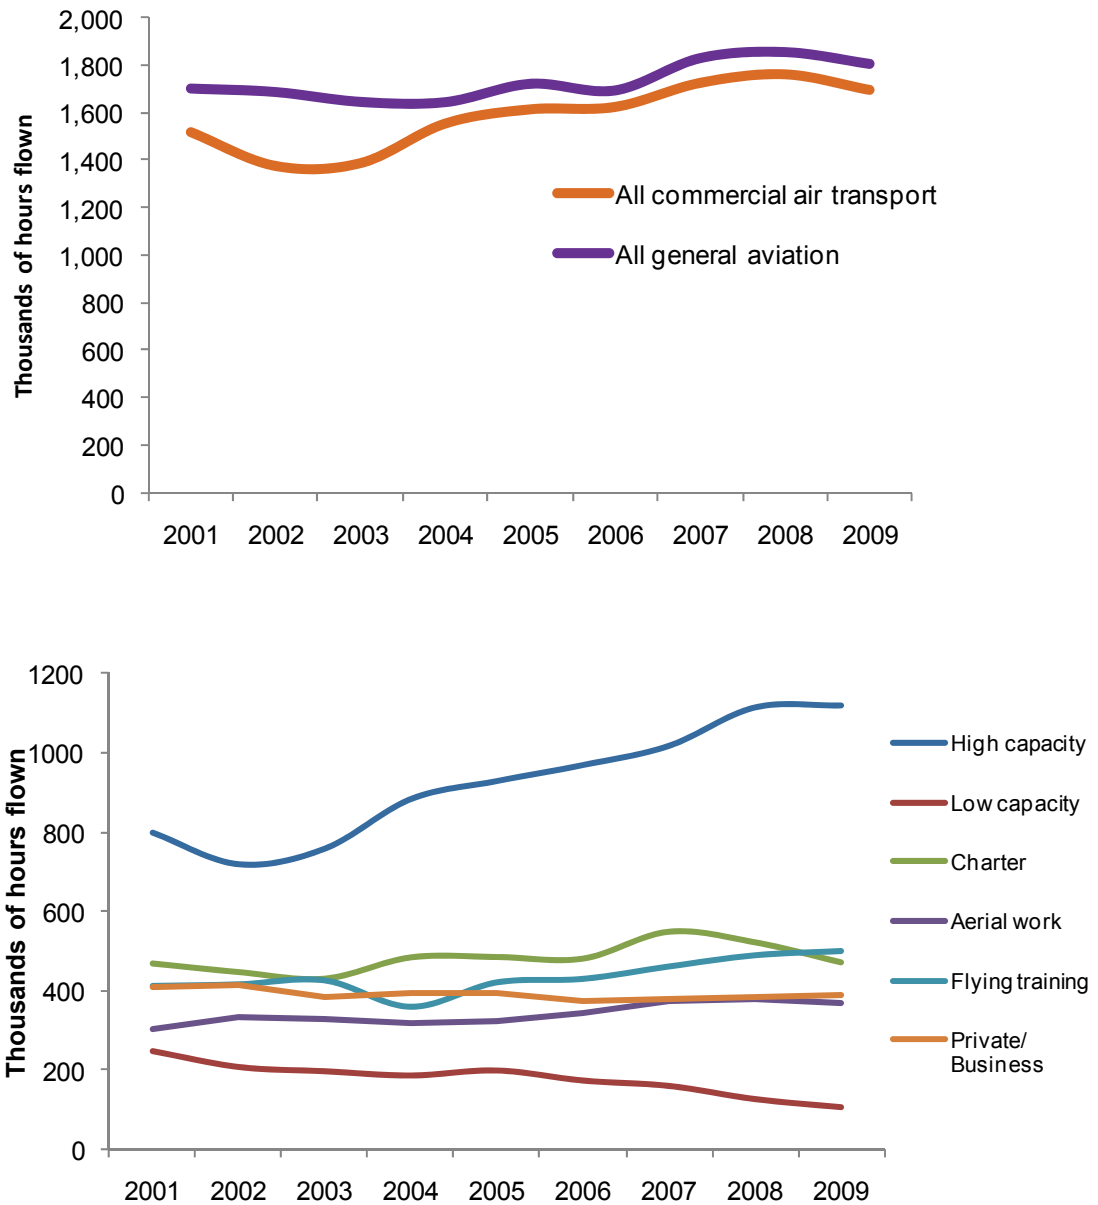 2,000
1,800
1,600
1,400
1,200
1,000
800
600
400
200
0
Thousands of hours flown
All commercial air transport
All general aviation
2001 2002 2003 2004 2005 2006 2007 2008 2009
1200
1000
800
600
400
200
0
Thousands of hours flown
High capacity
Low capacity
Charter
Aerial work
Flying training
Private/
Business
2001 2002 2003 2004 2005 2006 2007 2008 2009